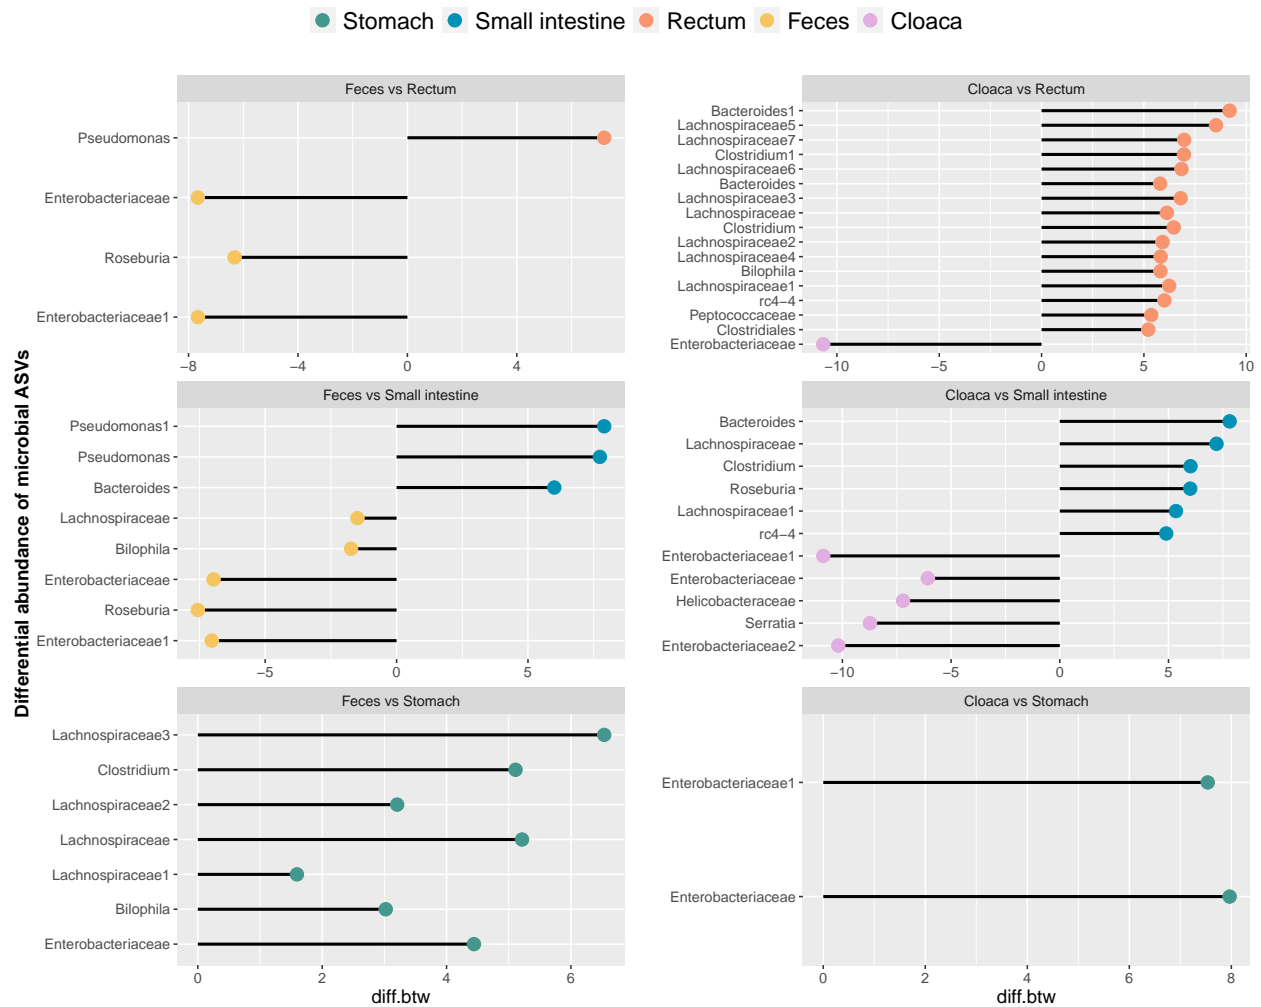 Stomach Small intestine Rectum Feces Cloaca
Differential abundance of microbial ASVs
Feces vs Rectum
Pseudomonas
Enterobacteriaceae
Roseburia
Enterobacteriaceae1
−8 −4 0 4
Cloaca vs Rectum
Bacteroides1
Lachnospiraceae5
Lachnospiraceae7
Clostridium1
Lachnospiraceae6
Bacteroides
Lachnospiraceae3
Lachnospiraceae
Clostridium
Lachnospiraceae2
Lachnospiraceae4
Bilophila
Lachnospiraceae1
rc4−4
Peptococcaceae
Clostridiales
Enterobacteriaceae
−10 −5 0 5 10
Feces vs Small intestine
Pseudomonas1
Pseudomonas
Bacteroides
Lachnospiraceae
Bilophila
Enterobacteriaceae
Roseburia
Enterobacteriaceae1
−5 0 5
Cloaca vs Small intestine
Bacteroides
Lachnospiraceae
Clostridium
Roseburia
Lachnospiraceae1
rc4−4
Enterobacteriaceae1
Enterobacteriaceae
Helicobacteraceae
Serratia
Enterobacteriaceae2
−10 −5 0 5
Feces vs Stomach
Lachnospiraceae3
Clostridium
Lachnospiraceae2
Lachnospiraceae
Lachnospiraceae1
Bilophila
Enterobacteriaceae
0 2 4 6
diff.btw
Cloaca vs Stomach
Enterobacteriaceae1
Enterobacteriaceae
0 2 4 6 8
diff.btw